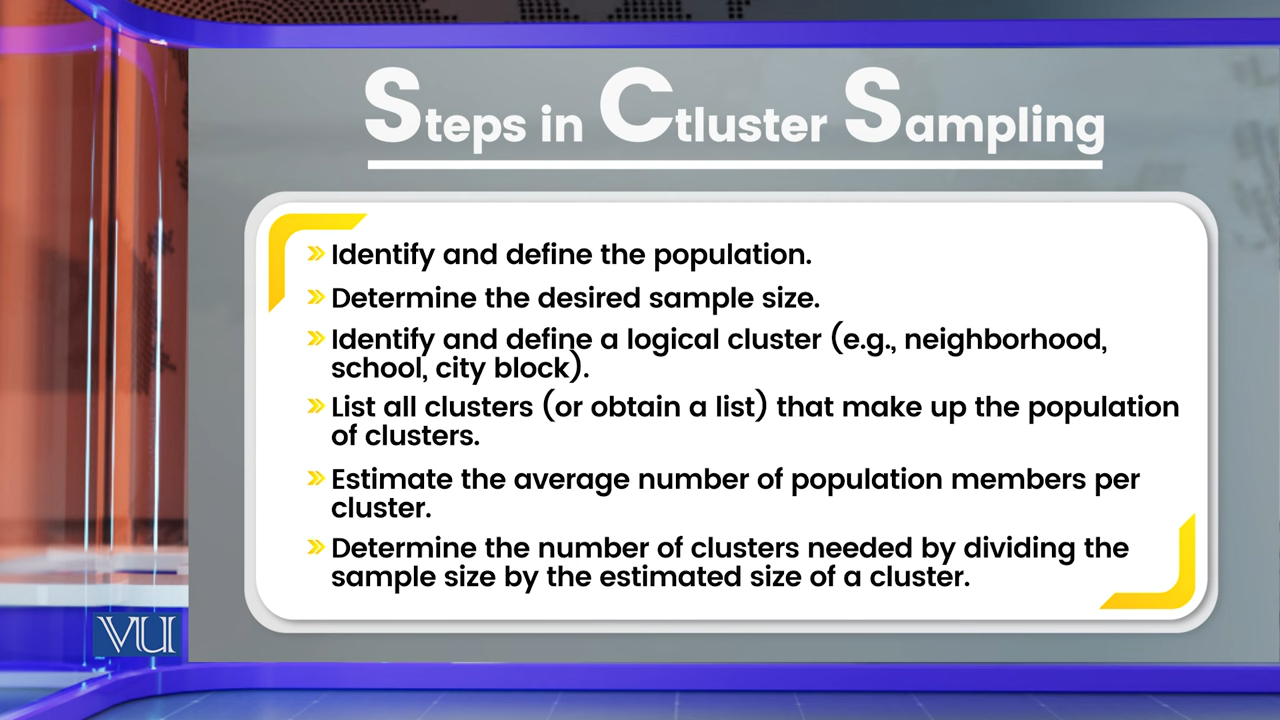 Steps in Ctluster Sampling
» Identify and define the population.
» Determine the desired sample size.
» Identify and define a logical cluster (e.g., neighborhood,
school, city block).
» List all clusters (or obtain a list) that make up the population
of clusters.
» Estimate the average number of population members per
cluster.
» Determine the number of clusters needed by dividing the
sample size by the estimated size of a cluster.
VU